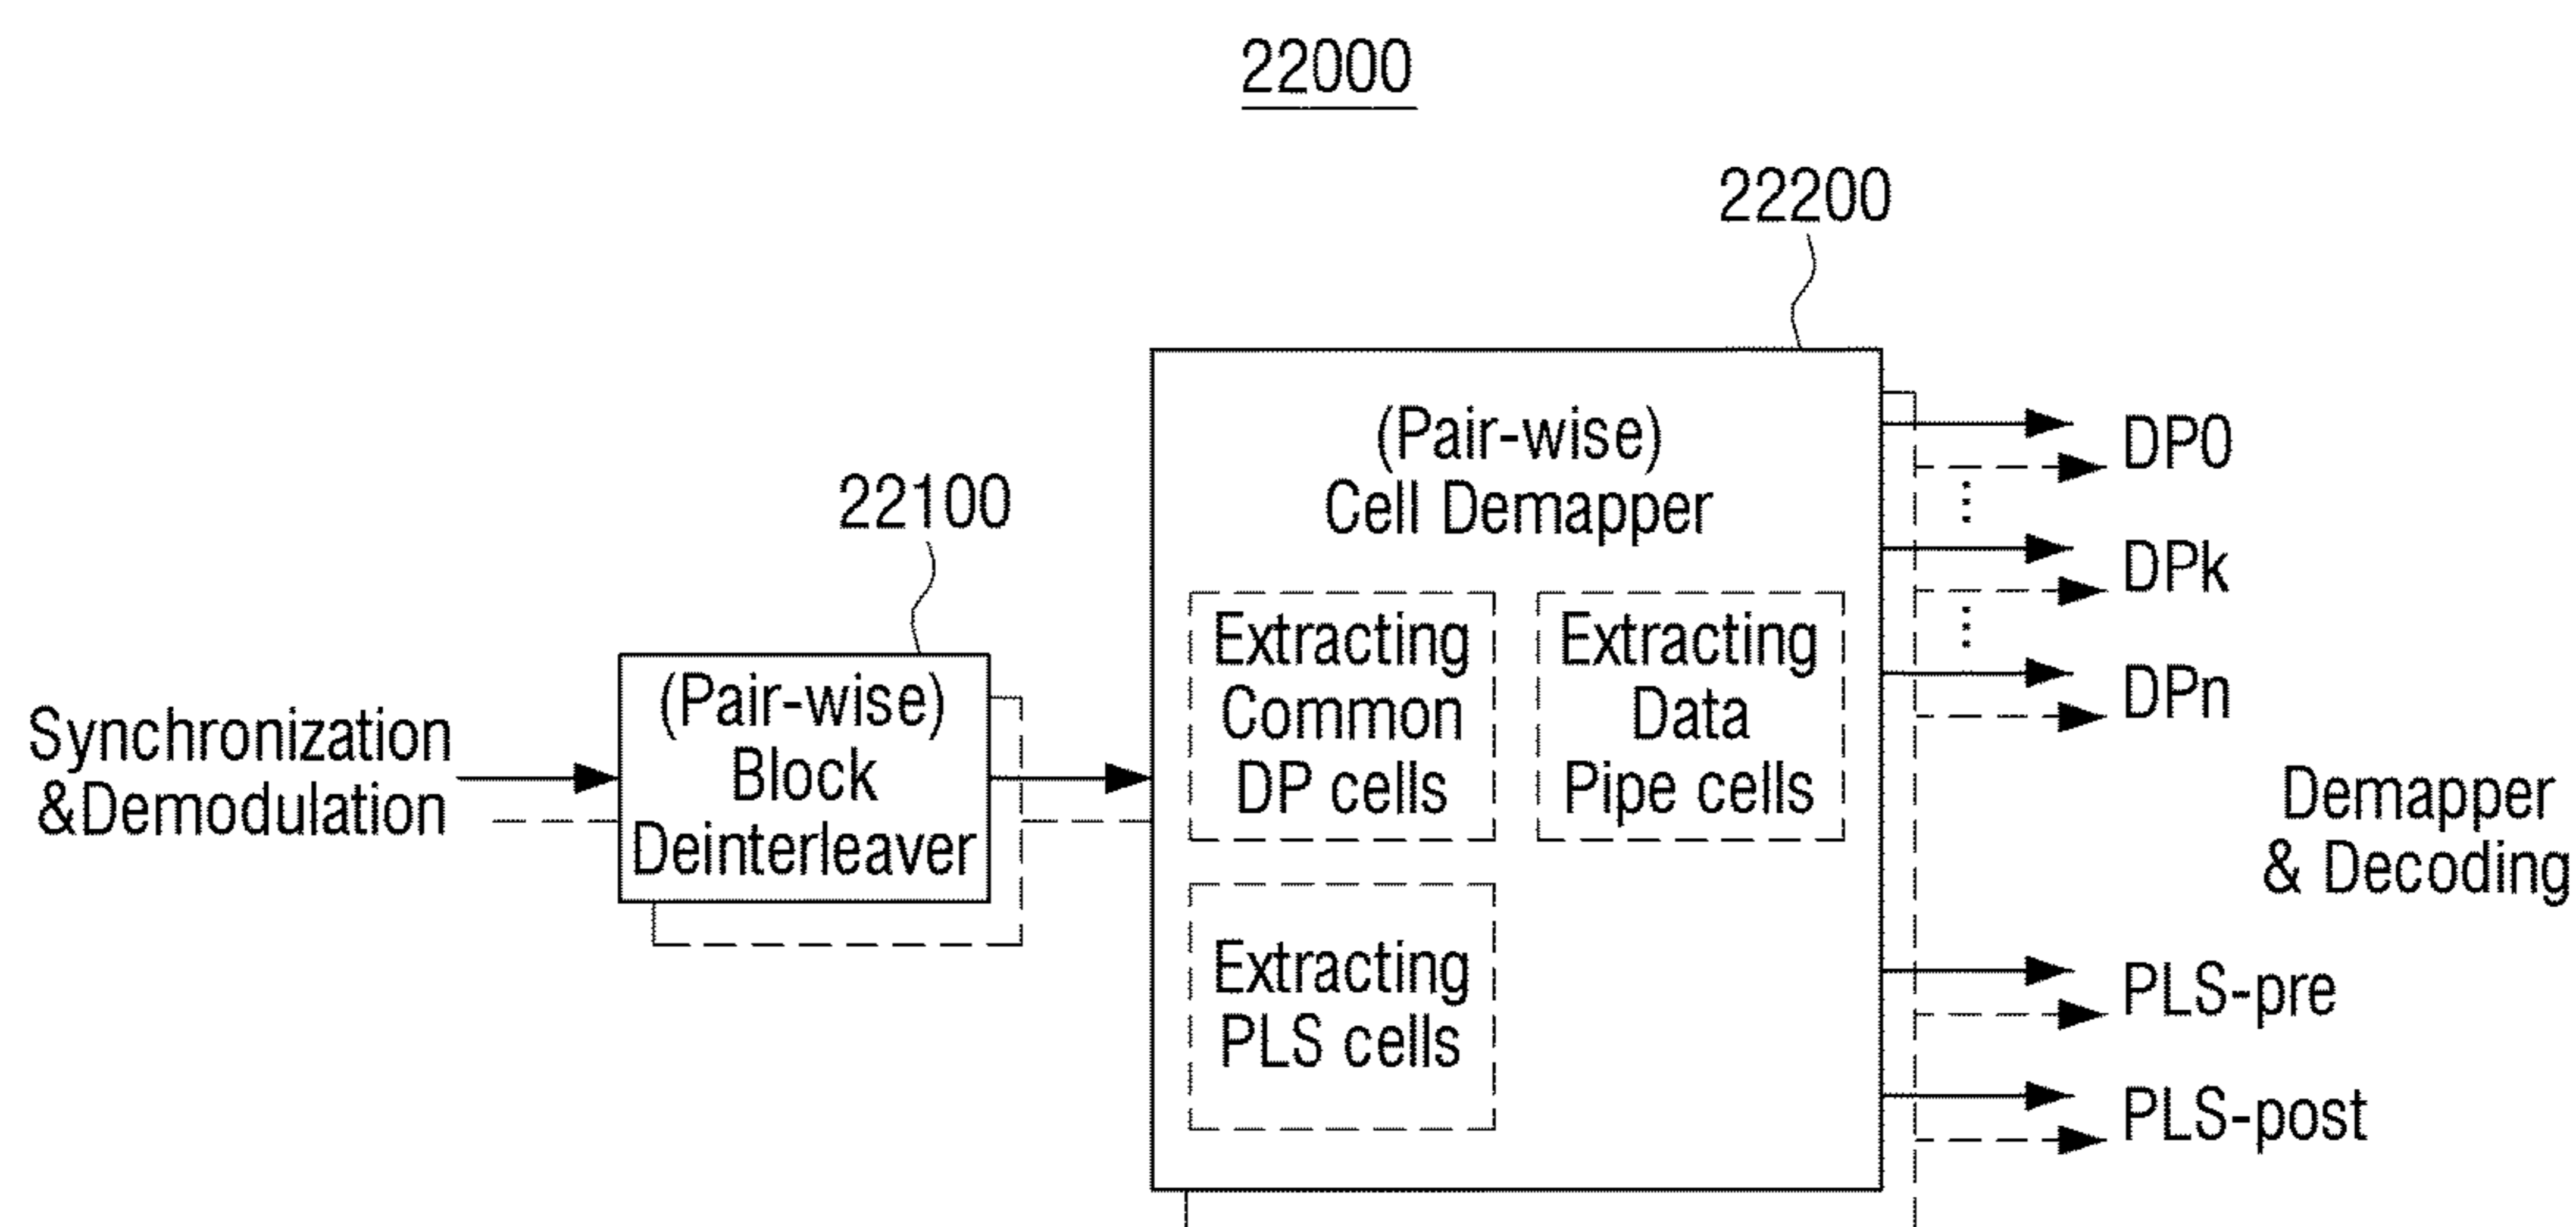 22000
22200
22100
Synchronization
&Demodulation
(Pair-wise)
Block
Deinterleaver
(Pair-wise)
Cell Demapper
Extracting
Common
DP cells
Extracting
Data
Pipe cells
Extracting
PLS cells
DP0
DPk
DPn
Demapper
& Decoding
PLS-pre
PLS-post